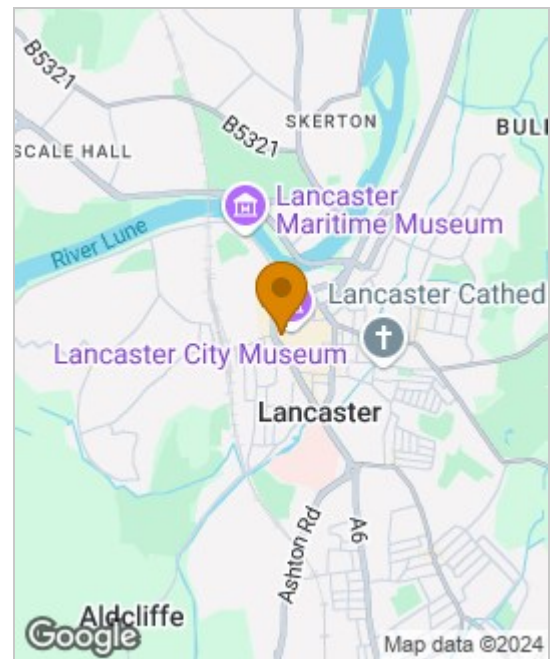 B5321
B5321
SKERTON
BULL
SCALE HALL
Lancaster
Maritime Museum
River Lune
Lancaster Cathed
Lancaster City Museum
Lancaster
Ashton Rd
A6
Aldcliffe
Google
Map data ©2024